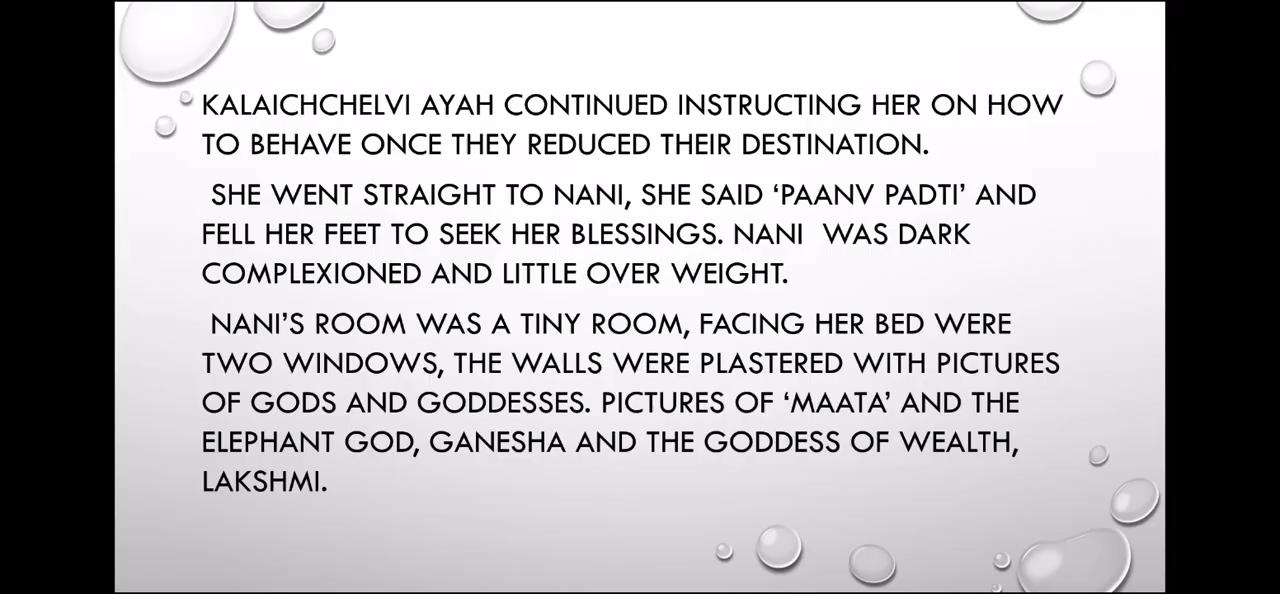 KALAICHCHELVI AYAH CONTINUED INSTRUCTING HER ON HOW
TO BEHAVE ONCE THEY REDUCED THEIR DESTINATION.
SHE WENT STRAIGHT TO NANI, SHE SAID ‘PAANV PADTI’ AND
FELL HER FEET TO SEEK HER BLESSINGS. NANI WAS DARK
COMPLEXIONED AND LITTLE OVER WEIGHT.
NANI’S ROOM WAS A TINY ROOM, FACING HER BED WERE
TWO WINDOWS, THE WALLS WERE PLASTERED WITH PICTURES
OF GODS AND GODDESSES. PICTURES OF ‘MAATA’ AND THE
ELEPHANT GOD, GANESHA AND THE GODDESS OF WEALTH,
LAKSHMI.